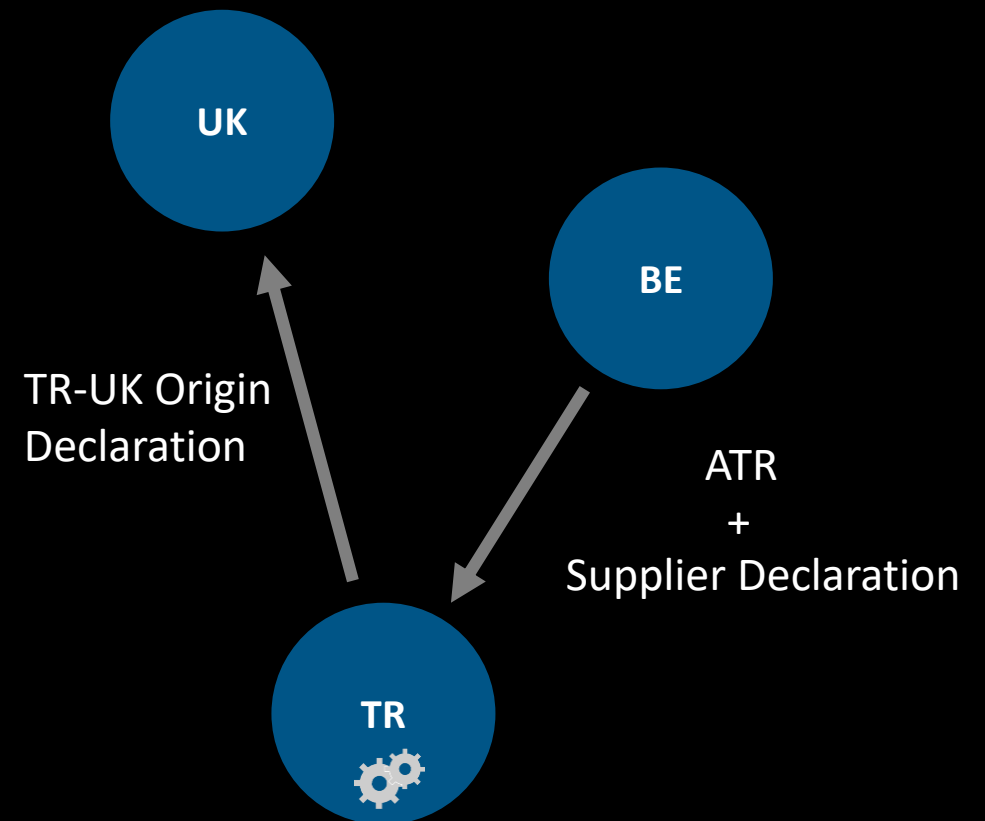 UK
BE
TR-UK Origin
Declaration
ATR
+
Supplier Declaration
TR